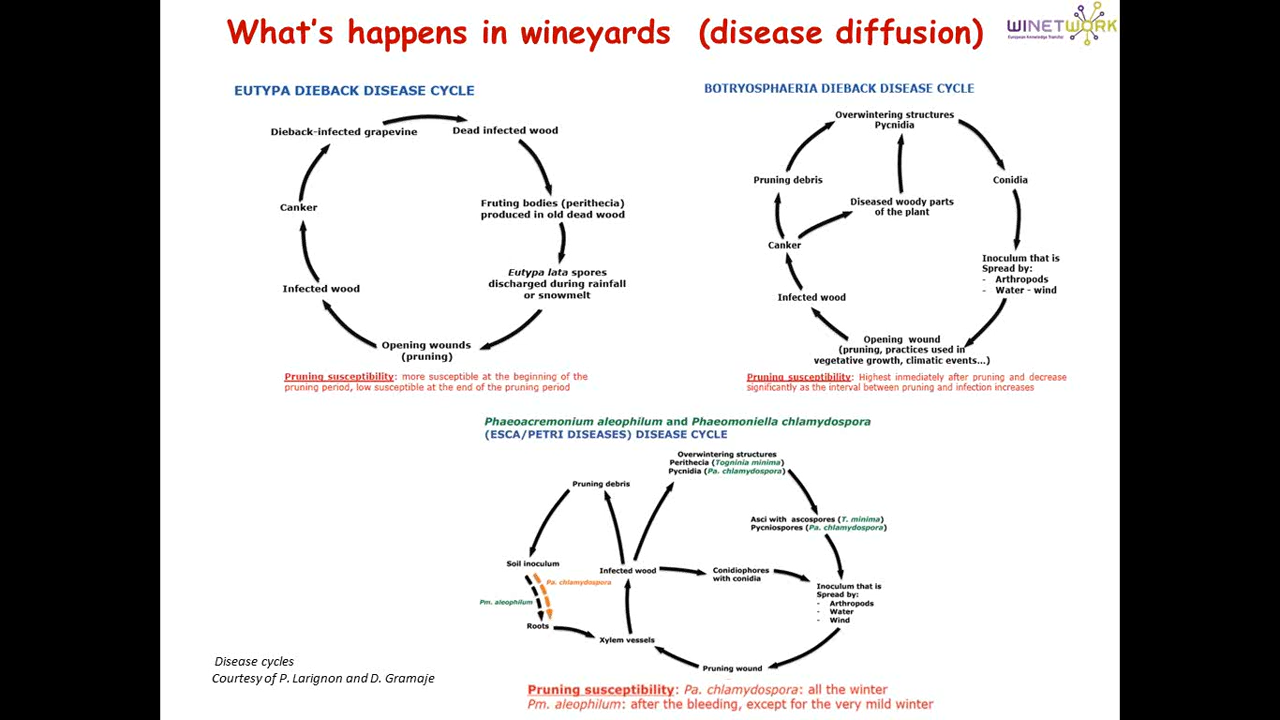 What's happens in wineyards (disease diffusion)
WINETWORK
European Knowledge Transfer
EUTYPA DIEBACK DISEASE CYCLE
Dieback-infected grapevine
Dead infected wood
Fruting bodies (perithecia)
produced in old dead wood
Eutypa lata spores
discharged during rainfall
or snowmelt
Opening wounds
(pruning)
Infected wood
Canker
Pruning susceptibility: more susceptible at the beginning of the
pruning period, low susceptible at the end of the pruning period
BOTRYOSPHAERIA DIEBACK DISEASE CYCLE
Overwintering structures
Pycnidia
Conidia
Inoculum that is
Spread by:
- Arthropods
- Water - wind
Opening wound
(pruning, practices used in
vegetative growth, climatic events...)
Infected wood
Canker
Pruning debris
Diseased woody parts
of the plant
Pruning susceptibility: Highest inmediately after pruning and decrease
significantly as the interval between pruning and infection increases
Phaeoacremonium aleophilum and Phaeomoniella chlamydospora
(ESCA/PETRI DISEASES) DISEASE CYCLE
Overwintering structures
Perithecia (Togninia minima)
Pycnidia (Pa. chlamydospora)
Asci with ascospores (T. minima)
Pycniospores (Pa. chlamydospora)
Inoculum that is
Spread by:
- Arthropods
- Water
- Wind
Pruning wound
Xylem vessels
Infected wood
Conidiophores
with conidia
Pruning debris
Soil inoculum
Pa. chlamydospora
Pm. aleophilum
Roots
Pruning susceptibility: Pa. chlamydospora: all the winter
Pm. aleophilum: after the bleeding, except for the very mild winter
Disease cycles
Courtesy of P. Larignon and D. Gramaje